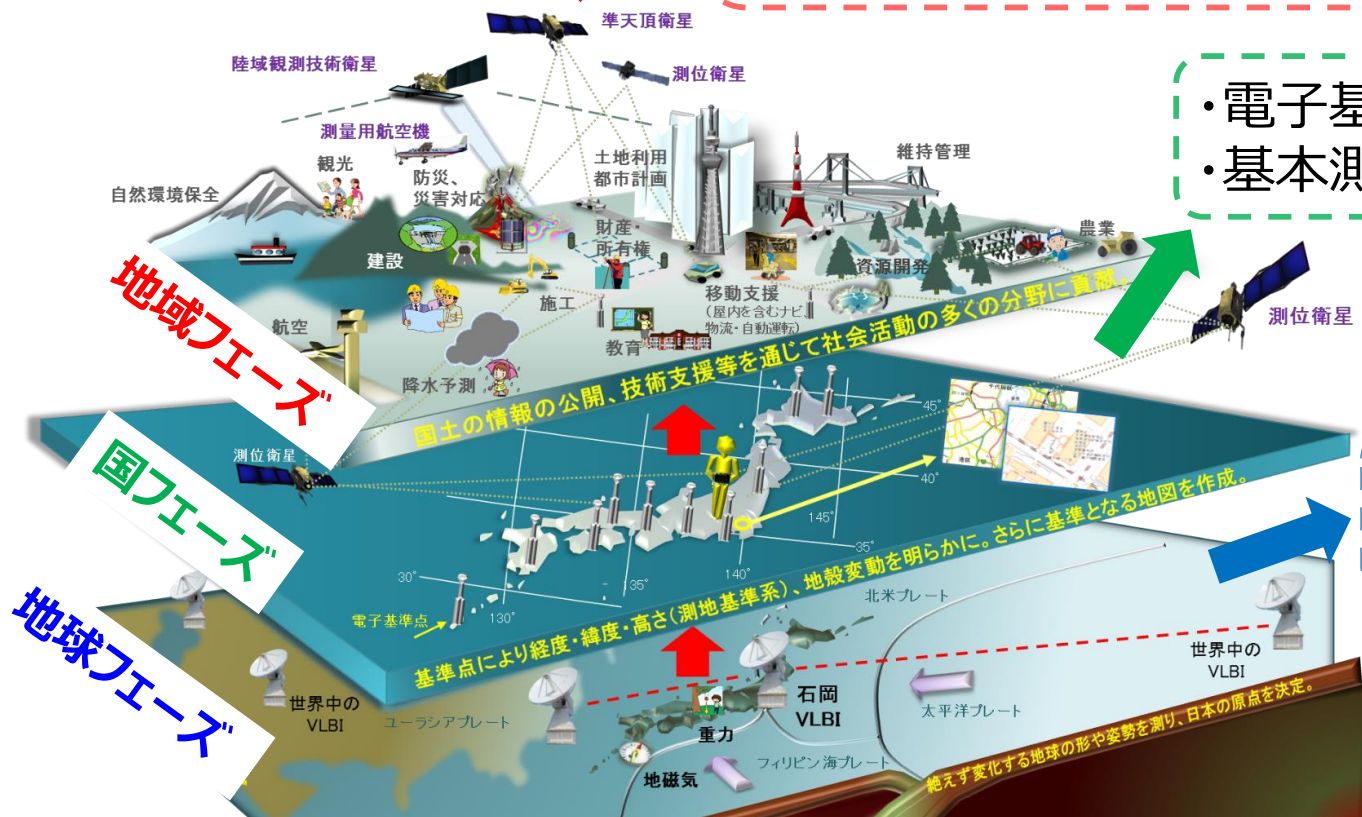 準天頂衛星
陸域観測技術衛星
測位衛星
測量用航空機
・電子基
・基本測
観光
自然環境保全
防災、
災害対応
土地利用
都市計画
維持管理
財産・
所有権
農業
建設
資源開発
地域フェーズ
施工
移動支援
(屋内を含むナビ
物流・自動運転)
航空
教育
降水予測
測位衛星
国土の情報の公開、技術支援等を通じて社会活動の多くの分野に貢献。
45°
測位衛星
国フェーズ
40°
145°
35°
140°
135°
30°
130°
電子基準点
基準点により経度・緯度・高さ(測地基準系)、地殻変動を明らかに。さらに基準となる地図を作成。
地球フェーズ
北米プレート
世界中の
VLBI
世界中の
VLBI
ユーラシアプレート
石岡
VLBI
太平洋プレート
重力
地磁気
フィリピン海プレート
絶えず変化する地球の形や姿勢を測り、日本の原点を決定。